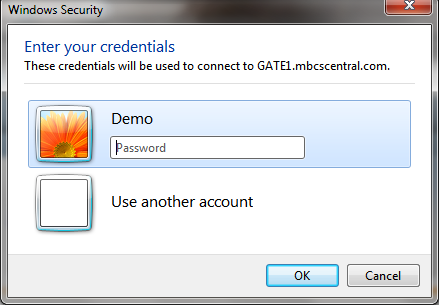 Windows Security
Enter your credentials
These credentials will be used to connect to GATE1.mbcscentral.com.
Demo
Password
Use another account
OK
Cancel